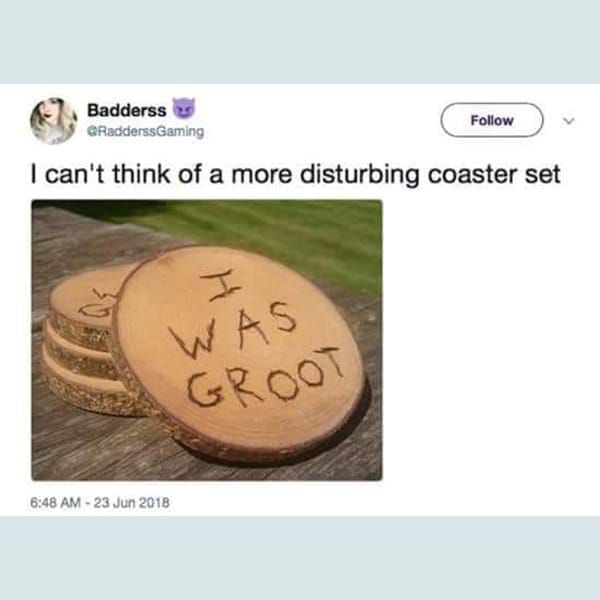 Badderss 😈
@RadderssGaming
Follow
I can't think of a more disturbing coaster set
I
WAS
GROOT
6:48 AM - 23 Jun 2018